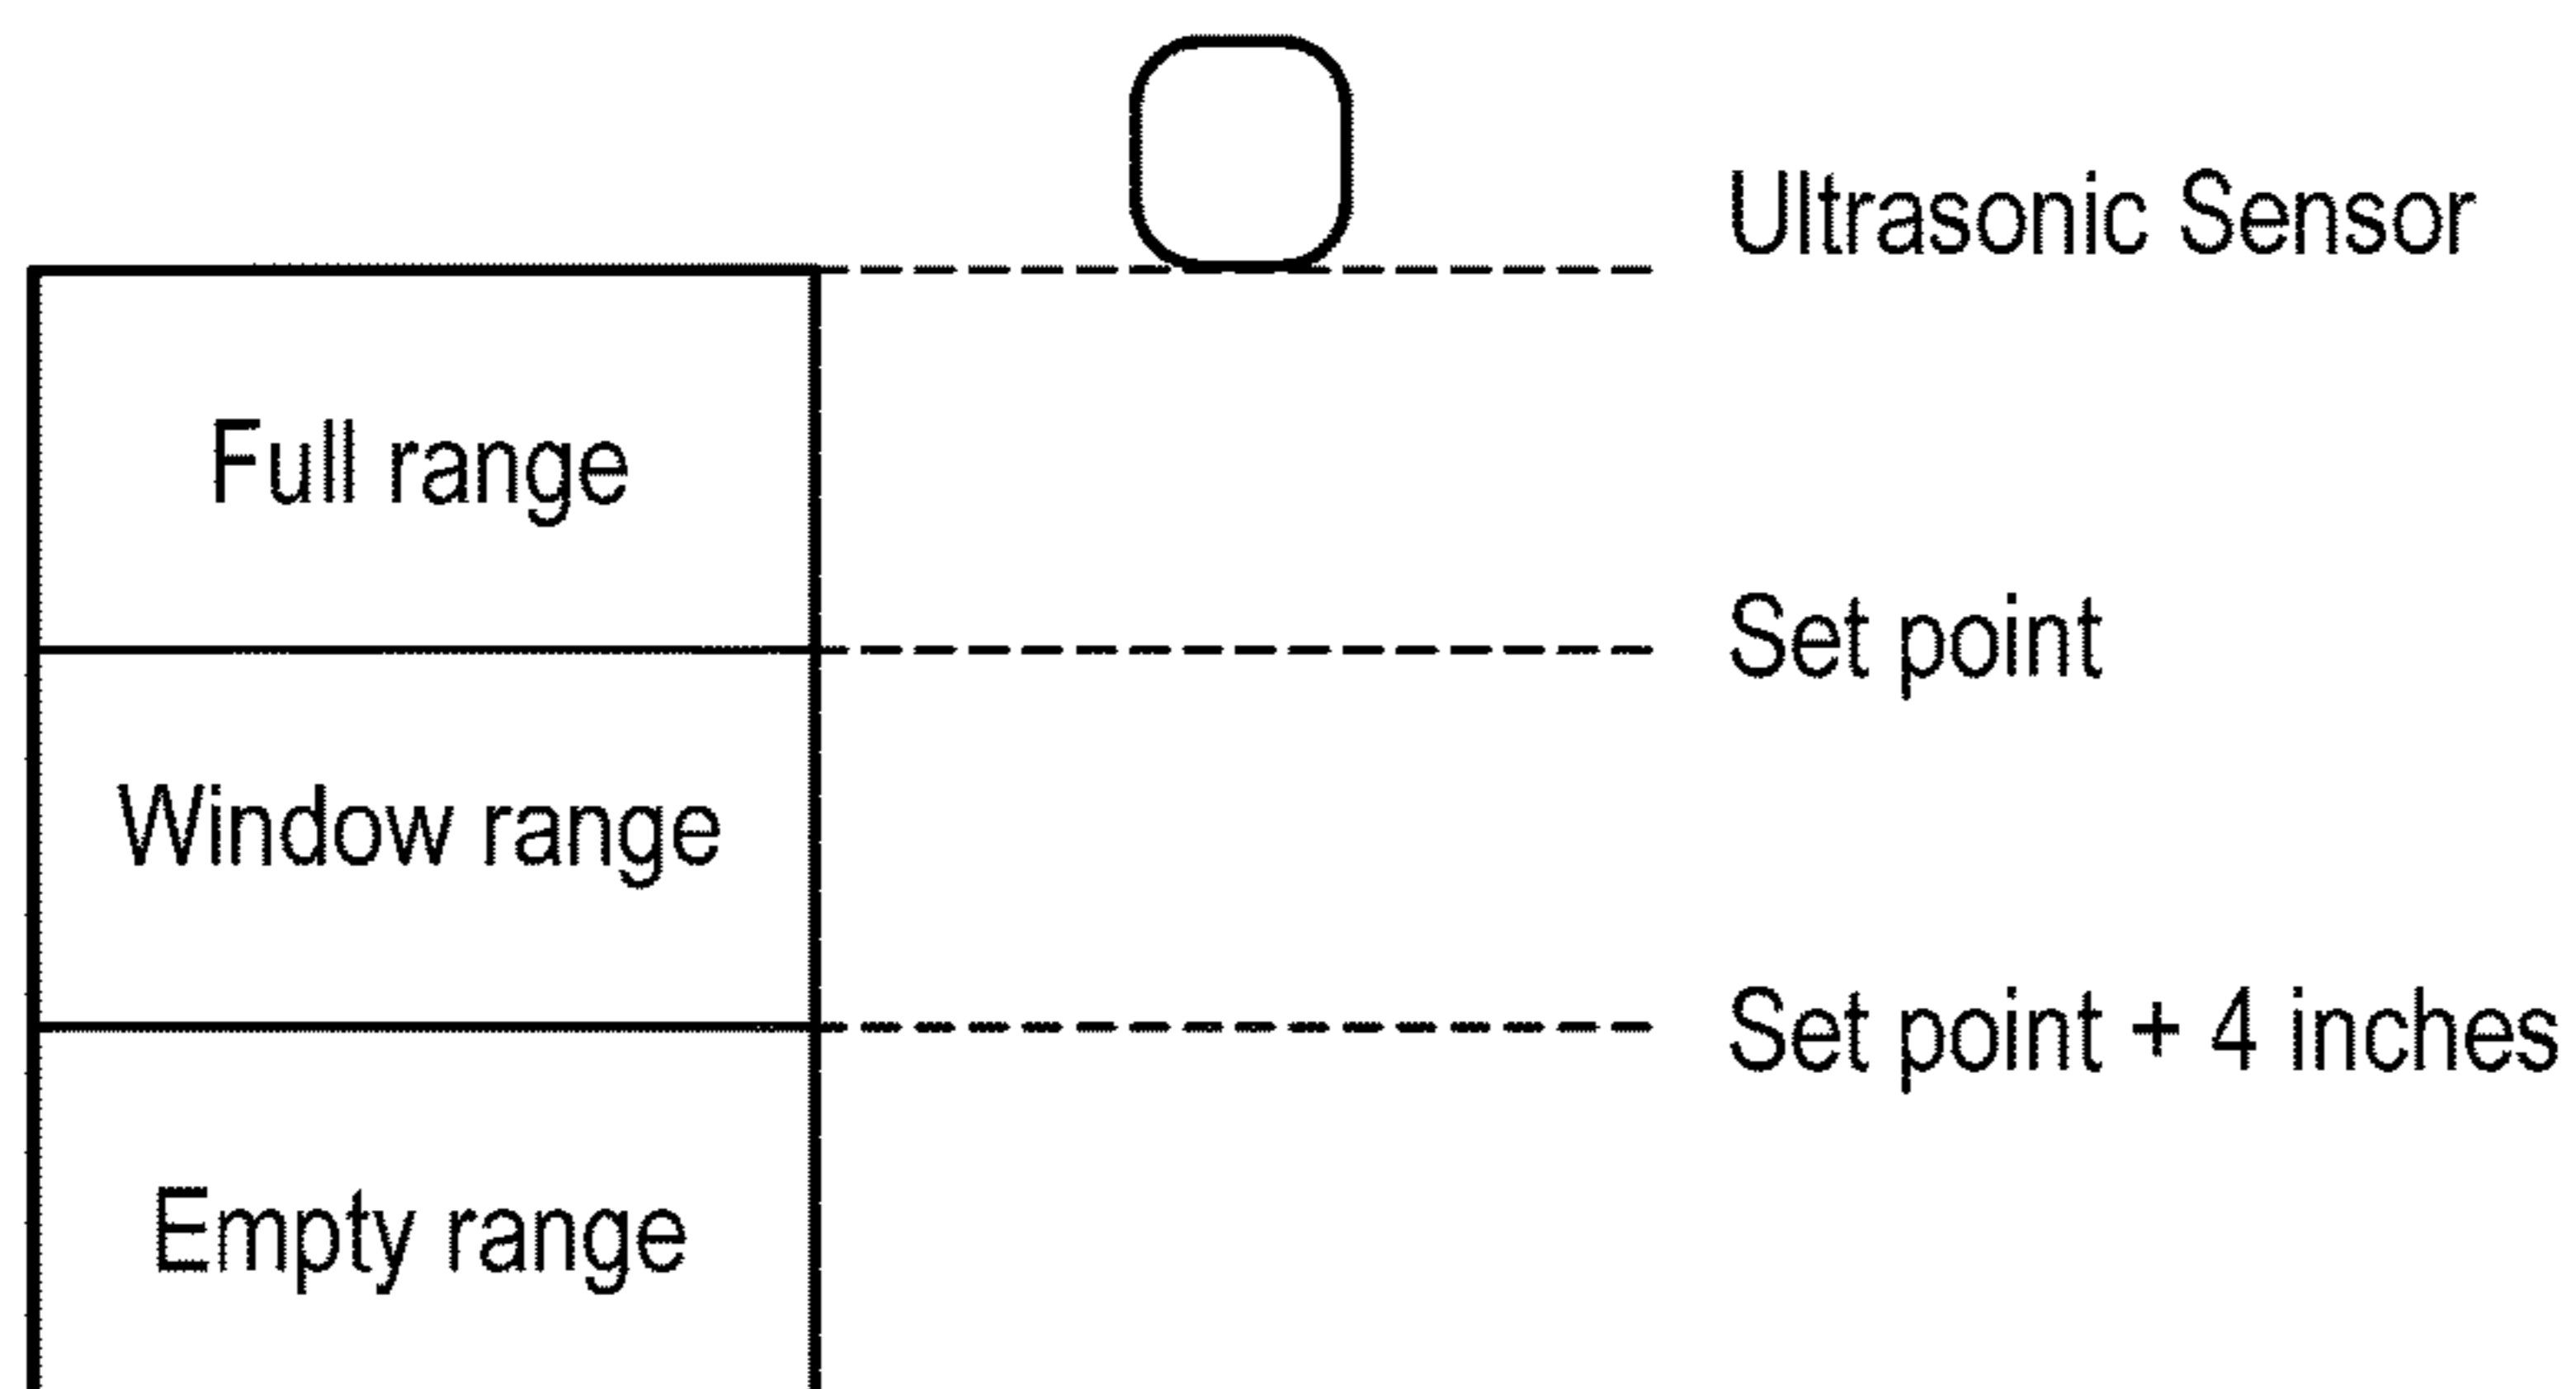 Ultrasonic Sensor
Full range
Set point
Window range
Set point + 4 inches
Empty range